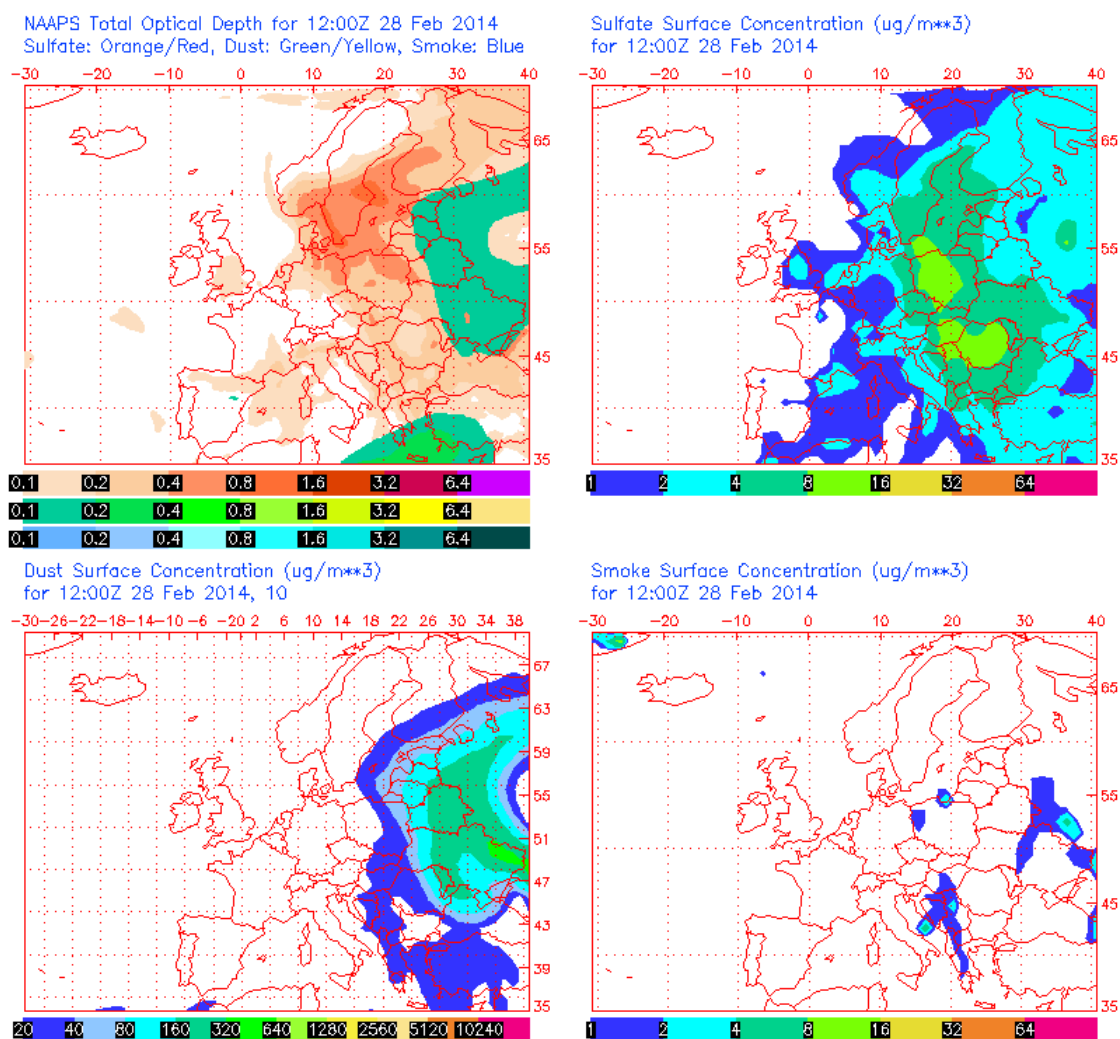 NAAPS Total Optical Depth for 12:00Z 28 Feb 2014
Sulfate: Orange/Red, Dust: Green/Yellow, Smoke: Blue
-30 -20 -10 0 10 20 30 40
65
55
45
35
0.1 0.2 0.4 0.8 1.6 3.2 6.4
0.1 0.2 0.4 0.8 1.6 3.2 6.4
0.1 0.2 0.4 0.8 1.6 3.2 6.4
Sulfate Surface Concentration (ug/m**3)
for 12:00Z 28 Feb 2014
-30 -20 -10 0 10 20 30 40
65
55
45
35
1 2 4 8 16 32 64
Dust Surface Concentration (ug/m**3)
for 12:00Z 28 Feb 2014, 10
-30 -26 -22 -18 -14 -10 -6 -2 2 6 10 14 18 22 26 30 34 38
67
63
59
55
51
47
43
39
35
20 40 80 160 320 640 1280 2560 5120 10240
Smoke Surface Concentration (ug/m**3)
for 12:00Z 28 Feb 2014
-30 -20 -10 0 10 20 30 40
65
55
45
35
1 2 4 8 16 32 64